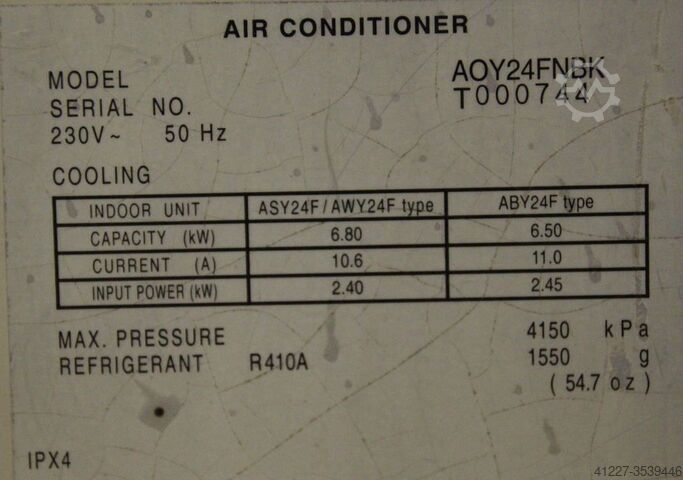 AIR CONDITIONER
MODEL AOY24FNBK
SERIAL NO. T000744
230V~ 50 Hz
COOLING
INDOOR UNIT ASY24F/AWY24F type ABY24F type
CAPACITY (kW) 6.80 6.50
CURRENT (A) 10.6 11.0
INPUT POWER (kW) 2.40 2.45
MAX. PRESSURE 4150 kPa
REFRIGERANT R410A 1550 g
(54.7 oz)
IPX4
41227-3539446